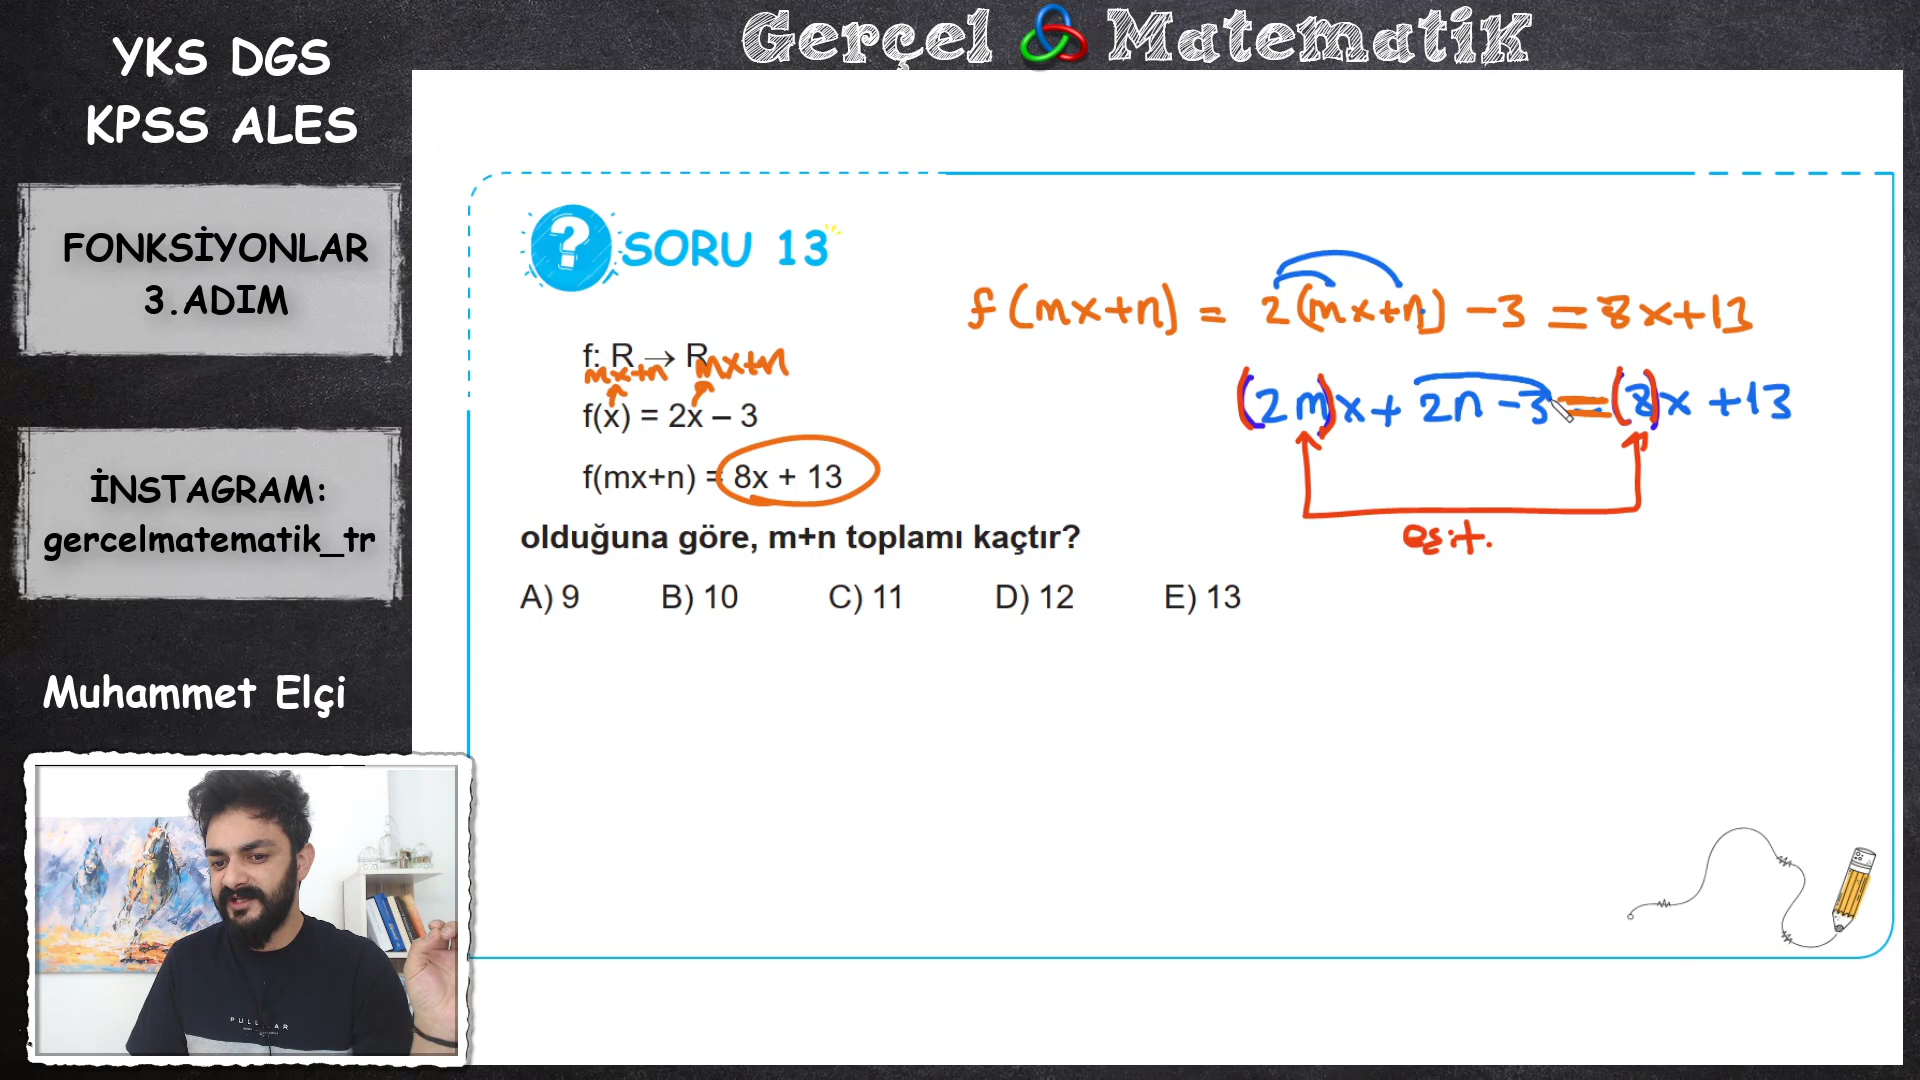 Gerçel Matematik
YKS DGS
KPSS ALES
FONKSİYONLAR
3.ADIM
İNSTAGRAM:
gercelmatematik_tr
Muhammet Elçi
? SORU 13
f: R → R
mx+n mx+n
f(x) = 2x – 3
f(mx+n) = 8x + 13
olduğuna göre, m+n toplamı kaçtır?
A) 9 B) 10 C) 11 D) 12 E) 13
f(mx+n) = 2(mx+n) -3 = 8x+13
(2m)x + 2n -3 = (8)x +13
eşit.